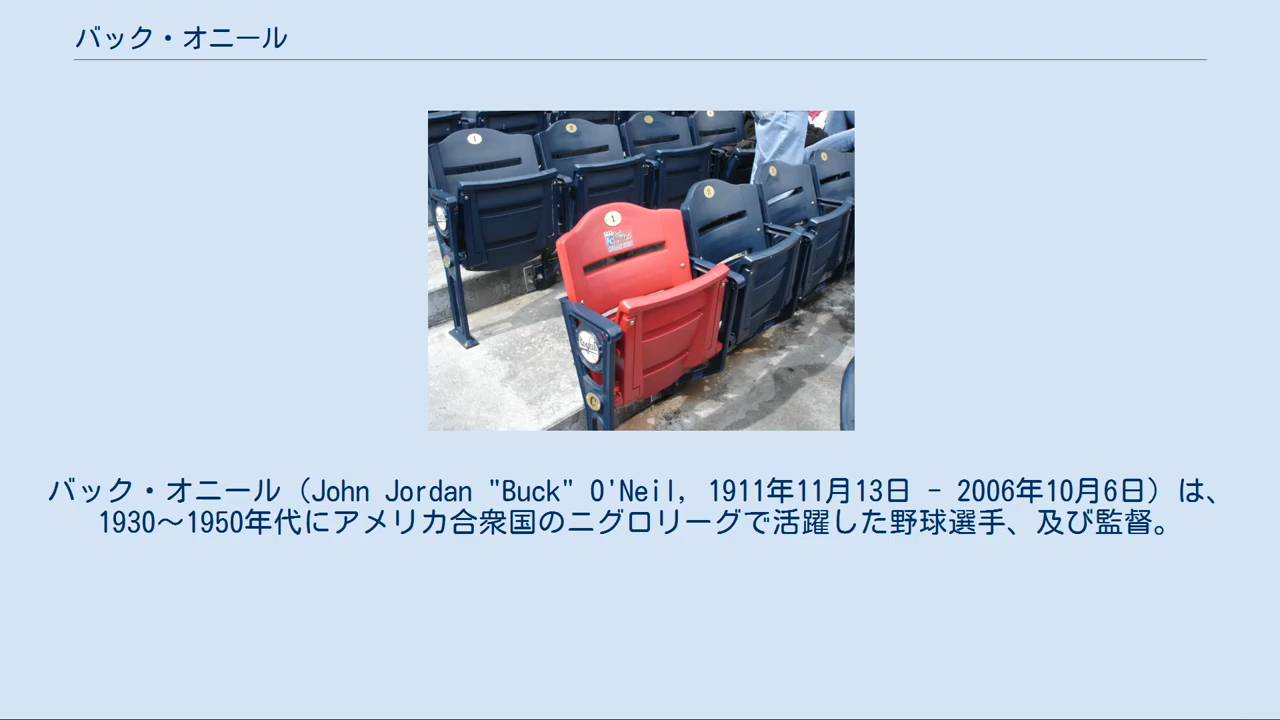 バック・オニール
1
バック・オニール（John Jordan "Buck" O'Neil, 1911年11月13日 - 2006年10月6日）は、
1930〜1950年代にアメリカ合衆国のニグロリーグで活躍した野球選手、及び監督。